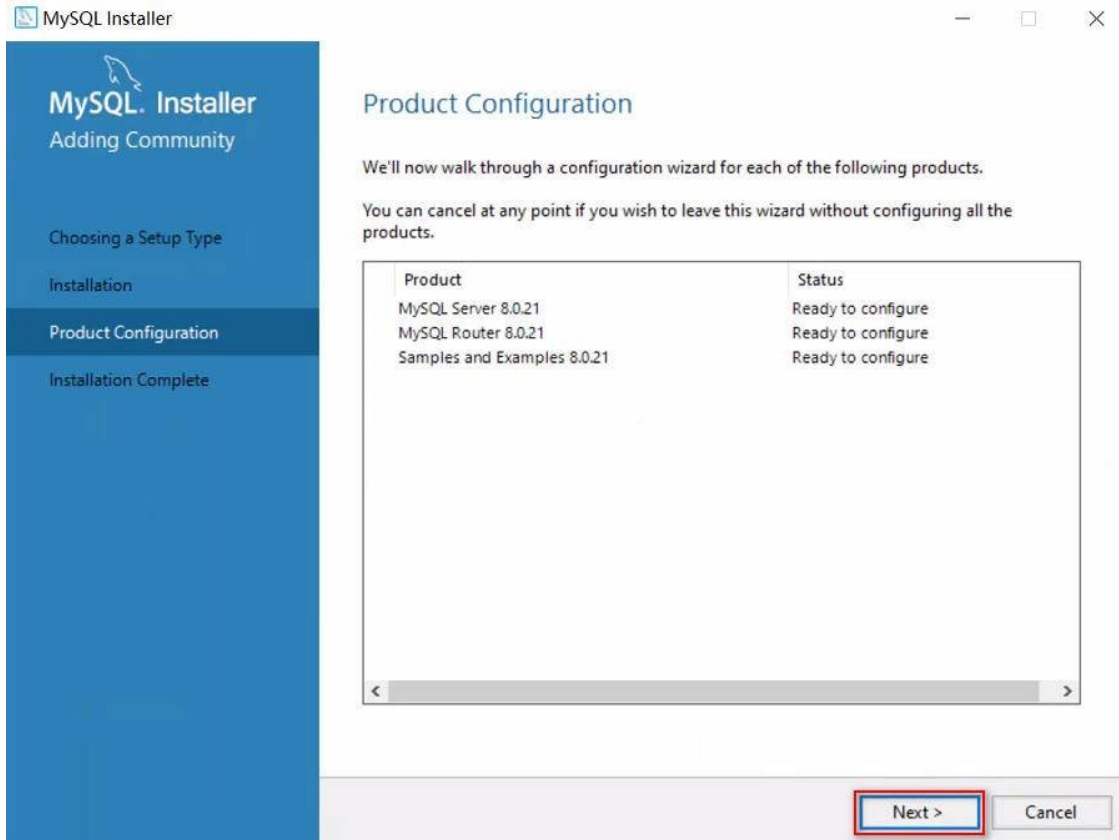 MySQL Installer
MySQL. Installer
Adding Community
Choosing a Setup Type
Installation
Product Configuration
Installation Complete
Product Configuration
We'll now walk through a configuration wizard for each of the following products.
You can cancel at any point if you wish to leave this wizard without configuring all the
products.
Product Status
MySQL Server 8.0.21 Ready to configure
MySQL Router 8.0.21 Ready to configure
Samples and Examples 8.0.21 Ready to configure
Next > Cancel